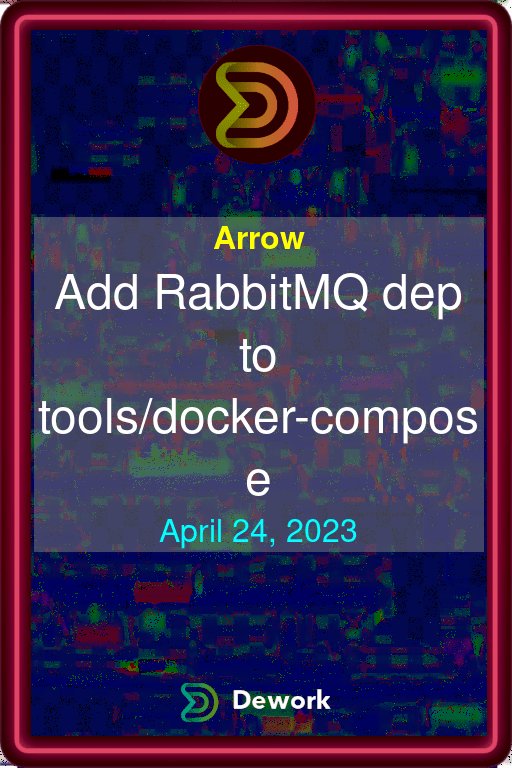 Arrow
Add RabbitMQ dep
to
tools/docker-compos
e
April 24, 2023
Dework